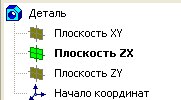 Деталь
Плоскость XY
Плоскость ZX
Плоскость ZY
Начало координат